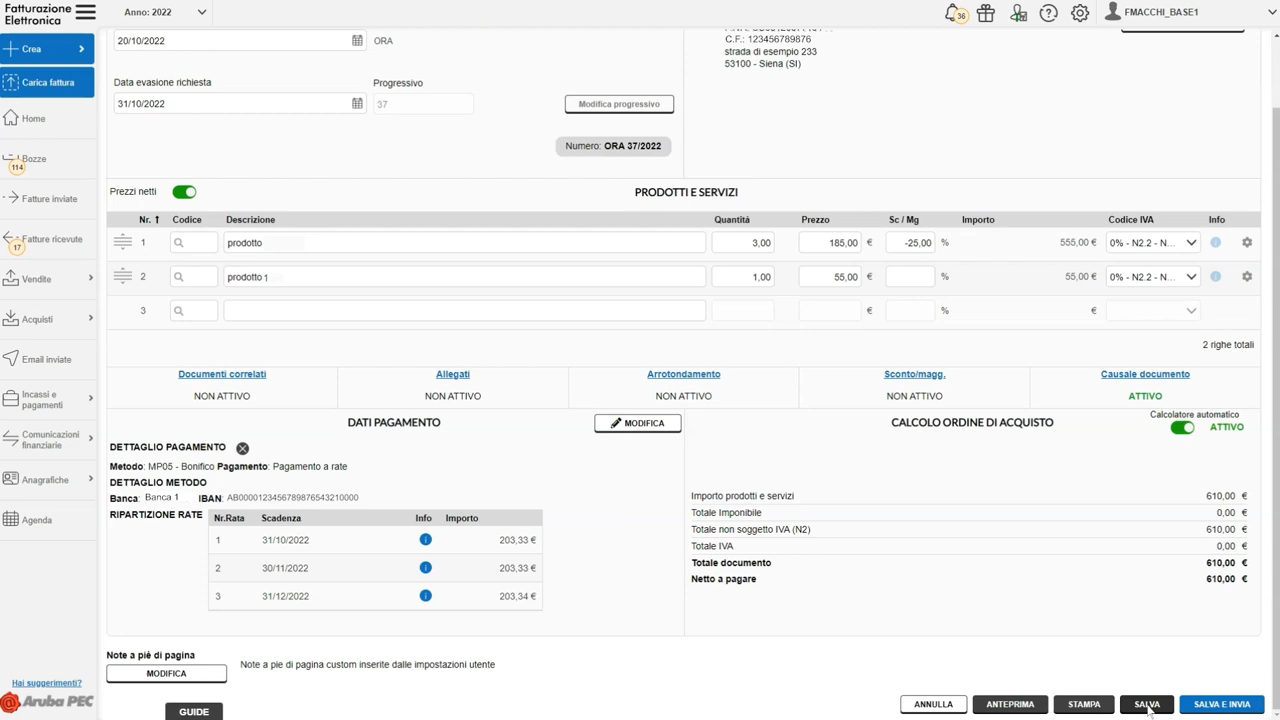 Fatturazione
Elettronica
Anno: 2022
36
FMACCHI_BASE1
Crea
Carica fattura
Home
Bozze
114
Fatture inviate
Fatture ricevute
17
Vendite
Acquisti
Email inviate
Incassi e
pagamenti
Comunicazioni
finanziarie
Anagrafiche
Agenda
Hai suggerimenti?
Aruba PEC
20/10/2022
ORA
C.F.: 123456789876
strada di esempio 233
53100 - Siena (SI)
Data evasione richiesta
Progressivo
31/10/2022
37
Modifica progressivo
Numero: ORA 37/2022
Prezzi netti
PRODOTTI E SERVIZI
Nr. Codice Descrizione Quantità Prezzo Sc / Mg Importo Codice IVA Info
1 prodotto 3,00 185,00 € -25,00 % 555,00 € 0% - N2.2 - N...
2 prodotto 1 1,00 55,00 € % 55,00 € 0% - N2.2 - N...
3 € % €
2 righe totali
Documenti correlati Allegati Arrotondamento Sconto/magg. Causale documento
NON ATTIVO NON ATTIVO NON ATTIVO NON ATTIVO ATTIVO
DATI PAGAMENTO
MODIFICA
DETTAGLIO PAGAMENTO
Metodo: MP05 - Bonifico Pagamento: Pagamento a rate
DETTAGLIO METODO
Banca: Banca 1 IBAN: AB0000123456789876543210000
RIPARTIZIONE RATE
Nr.Rata Scadenza Info Importo
1 31/10/2022 203,33 €
2 30/11/2022 203,33 €
3 31/12/2022 203,34 €
CALCOLO ORDINE DI ACQUISTO
Calcolatore automatico
ATTIVO
Importo prodotti e servizi 610,00 €
Totale Imponibile 0,00 €
Totale non soggetto IVA (N2) 610,00 €
Totale IVA 0,00 €
Totale documento 610,00 €
Netto a pagare 610,00 €
Note a piè di pagina
MODIFICA
Note a pie di pagina custom inserite dalle impostazioni utente
GUIDE
ANNULLA ANTEPRIMA STAMPA SALVA SALVA E INVIA